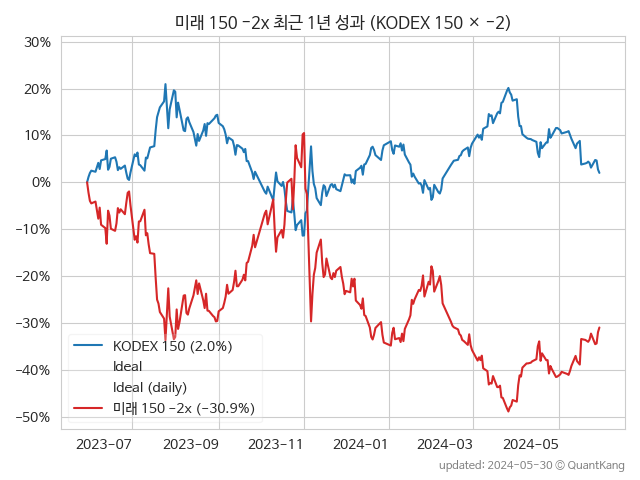 미래 150 −2x 최근 1년 성과 (KODEX 150 × −2)
30%
20%
10%
0%
−10%
−20%
−30%
−40%
−50%
KODEX 150 (2.0%)
Ideal
Ideal (daily)
미래 150 −2x (−30.9%)
2023−07 2023−09 2023−11 2024−01 2024−03 2024−05
updated: 2024−05−30 ⓒ QuantKang